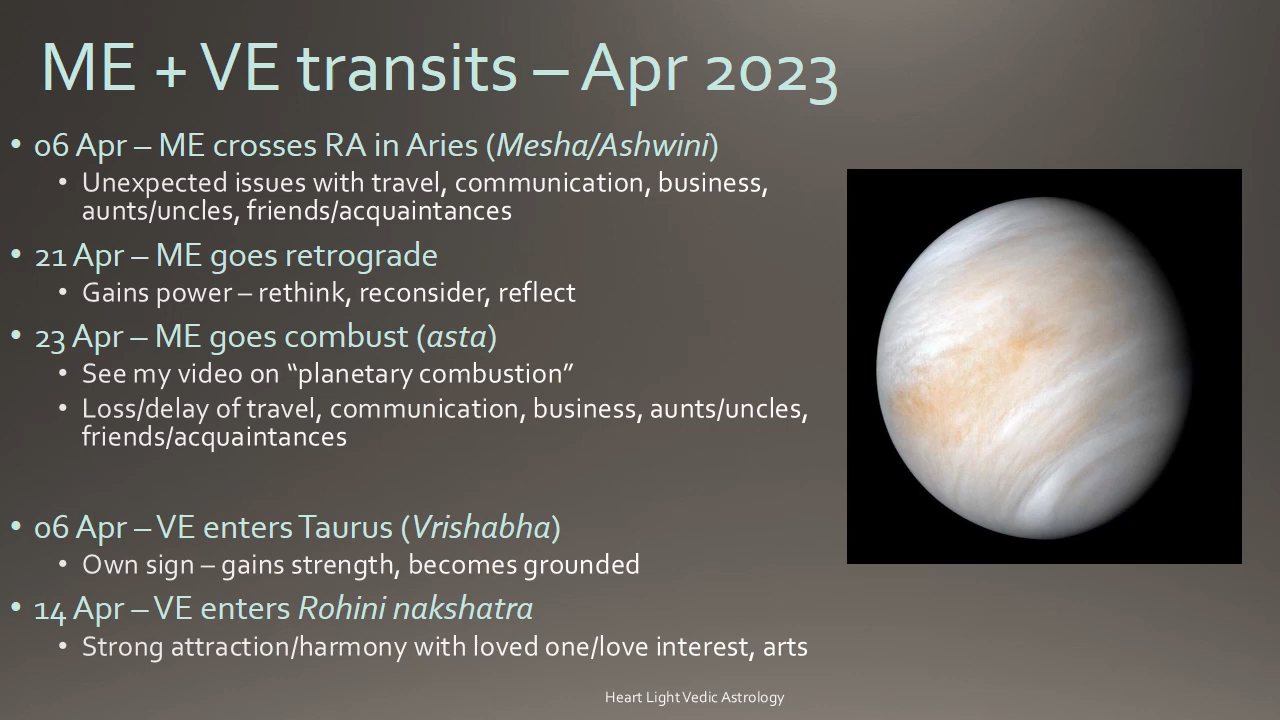 ME + VE transits – Apr 2023
• 06 Apr – ME crosses RA in Aries (Mesha/Ashwini)
• Unexpected issues with travel, communication, business,
aunts/uncles, friends/acquaintances
• 21 Apr – ME goes retrograde
• Gains power – rethink, reconsider, reflect
• 23 Apr – ME goes combust (asta)
• See my video on “planetary combustion”
• Loss/delay of travel, communication, business, aunts/uncles,
friends/acquaintances
• 06 Apr – VE enters Taurus (Vrishabha)
• Own sign – gains strength, becomes grounded
• 14 Apr – VE enters Rohini nakshatra
• Strong attraction/harmony with loved one/love interest, arts
Heart Light Vedic Astrology